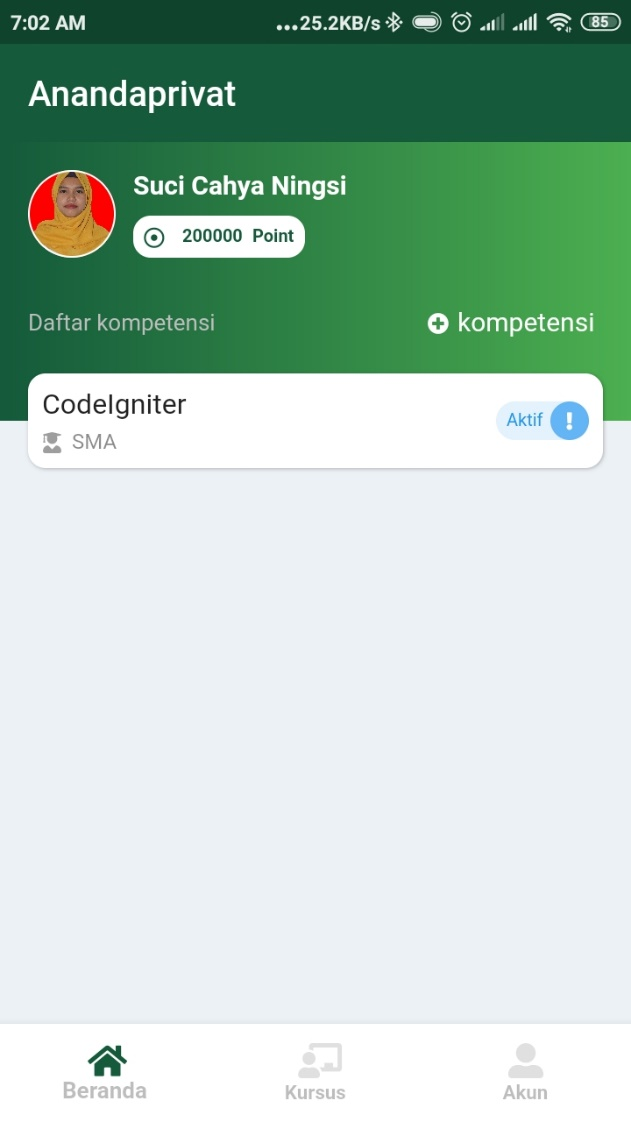 7:02 AM ...25.2KB/s 85
Anandaprivat
Suci Cahya Ningsi
200000 Point
Daftar kompetensi
kompetensi
CodeIgniter
SMA
Aktif
Beranda
Kursus
Akun